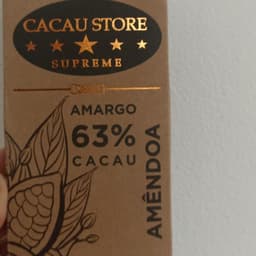 CACAU STORE
SUPREME
AMARGO
63%
CACAU
AMÊNDOA